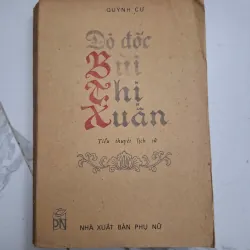 QUỲNH CƯ
Đô đốc
Bùi
Thị
Xuân
Tiểu thuyết lịch sử
PN
NHÀ XUẤT BẢN PHỤ NỮ